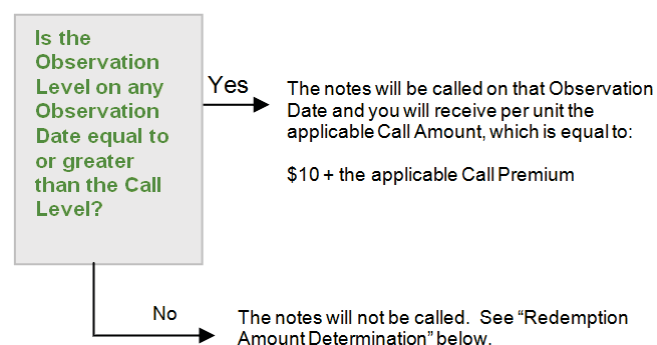 Is the
Observation
Level on any
Observation
Date equal to
or greater
than the Call
Level?
Yes
The notes will be called on that Observation
Date and you will receive per unit the
applicable Call Amount, which is equal to:
$10 + the applicable Call Premium
No
The notes will not be called. See “Redemption
Amount Determination” below.